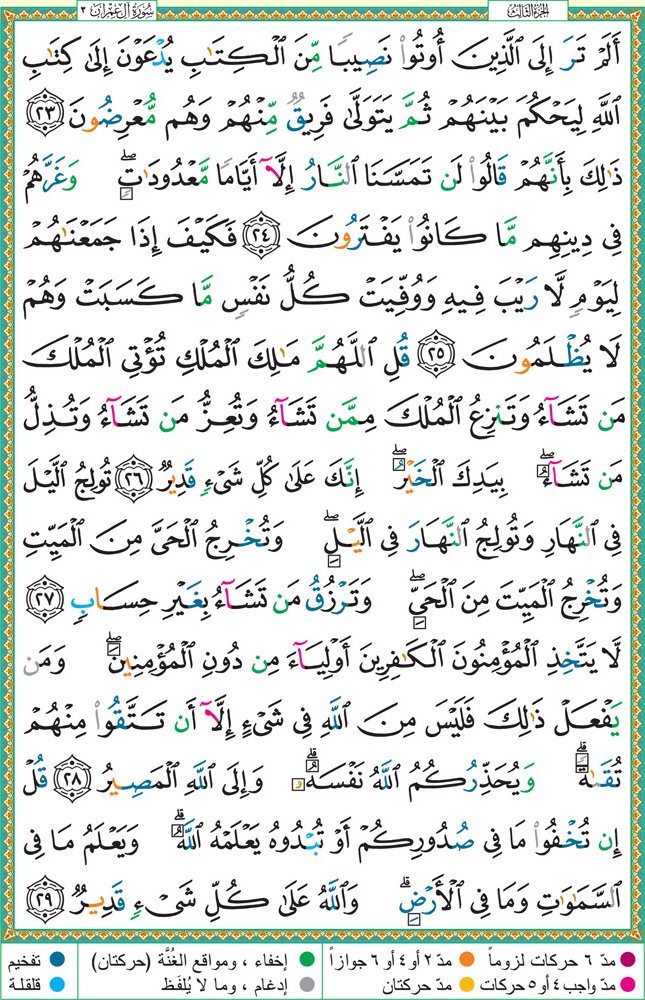 الجزء الثالث
سورة آل عمران ٣
أَلَمْ تَرَ إِلَى ٱلَّذِينَ أُوتُوا۟ نَصِيبًا مِّنَ ٱلْكِتَـٰبِ يُدْعَوْنَ إِلَىٰ كِتَـٰبِ
ٱللَّهِ لِيَحْكُمَ بَيْنَهُمْ ثُمَّ يَتَوَلَّىٰ فَرِيقٌ مِّنْهُمْ وَهُم مُّعْرِضُونَ ٢٣
ذَٰلِكَ بِأَنَّهُمْ قَالُوا۟ لَن تَمَسَّنَا ٱلنَّارُ إِلَّآ أَيَّامًا مَّعْدُودَٰتٍ ۖ وَغَرَّهُمْ
فِى دِينِهِم مَّا كَانُوا۟ يَفْتَرُونَ ٢٤ فَكَيْفَ إِذَا جَمَعْنَـٰهُمْ
لِيَوْمٍ لَّا رَيْبَ فِيهِ وَوُفِّيَتْ كُلُّ نَفْسٍ مَّا كَسَبَتْ وَهُمْ
لَا يُظْلَمُونَ ٢٥ قُلِ ٱللَّهُمَّ مَـٰلِكَ ٱلْمُلْكِ تُؤْتِى ٱلْمُلْكَ
مَن تَشَآءُ وَتَنزِعُ ٱلْمُلْكَ مِمَّن تَشَآءُ وَتُعِزُّ مَن تَشَآءُ وَتُذِلُّ
مَن تَشَآءُ ۖ بِيَدِكَ ٱلْخَيْرُ ۖ إِنَّكَ عَلَىٰ كُلِّ شَىْءٍ قَدِيرٌ ٢٦ تُولِجُ ٱلَّيْلَ
فِى ٱلنَّهَارِ وَتُولِجُ ٱلنَّهَارَ فِى ٱلَّيْلِ ۖ وَتُخْرِجُ ٱلْحَىَّ مِنَ ٱلْمَيِّتِ
وَتُخْرِجُ ٱلْمَيِّتَ مِنَ ٱلْحَىِّ ۖ وَتَرْزُقُ مَن تَشَآءُ بِغَيْرِ حِسَابٍ ٢٧
لَّا يَتَّخِذِ ٱلْمُؤْمِنُونَ ٱلْكَـٰفِرِينَ أَوْلِيَآءَ مِن دُونِ ٱلْمُؤْمِنِينَ ۖ وَمَن
يَفْعَلْ ذَٰلِكَ فَلَيْسَ مِنَ ٱللَّهِ فِى شَىْءٍ إِلَّآ أَن تَتَّقُوا۟ مِنْهُمْ
تُقَىٰةً ۗ وَيُحَذِّرُكُمُ ٱللَّهُ نَفْسَهُۥ ۗ وَإِلَى ٱللَّهِ ٱلْمَصِيرُ ٢٨ قُلْ
إِن تُخْفُوا۟ مَا فِى صُدُورِكُمْ أَوْ تُبْدُوهُ يَعْلَمْهُ ٱللَّهُ ۗ وَيَعْلَمُ مَا فِى
ٱلسَّمَـٰوَٰتِ وَمَا فِى ٱلْأَرْضِ ۗ وَٱللَّهُ عَلَىٰ كُلِّ شَىْءٍ قَدِيرٌ ٢٩
مدّ ٦ حركات لزوماً
مدّ ٢ أو ٤ أو ٦ جوازاً
إخفاء ، ومواقع الغُنَّة (حركتان)
تفخيم
مدّ واجب ٤ أو ٥ حركات
مدّ حركتان
إدغام ، وما لا يُلفَظ
قلقلة